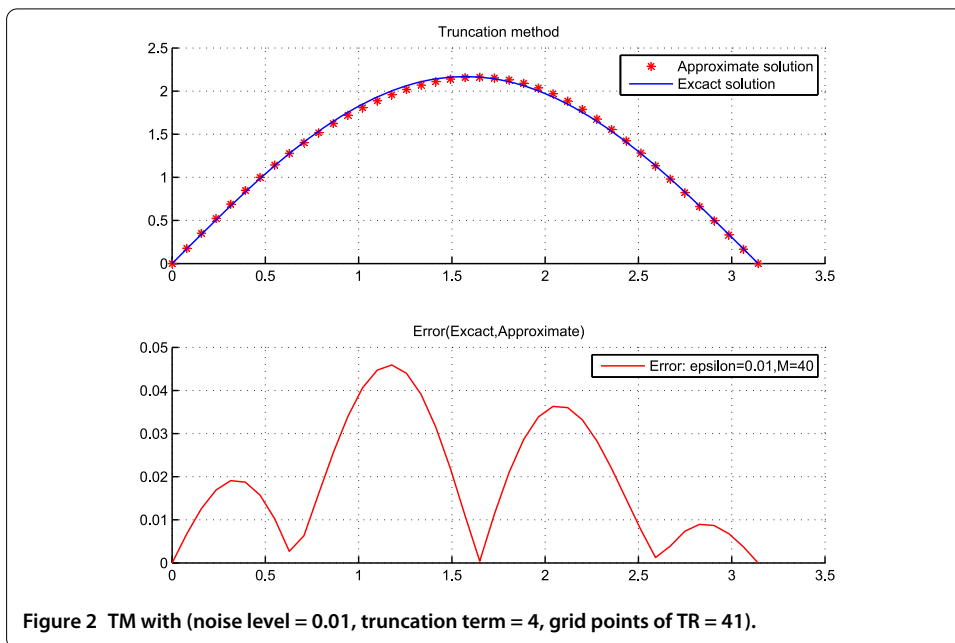 Truncation method
2.5
2
1.5
1
0.5
0
0 0.5 1 1.5 2 2.5 3 3.5
Approximate solution
Excact solution
Error(Excact,Approximate)
0.05
0.04
0.03
0.02
0.01
0
0 0.5 1 1.5 2 2.5 3 3.5
Error: epsilon=0.01,M=40
Figure 2 TM with (noise level = 0.01, truncation term = 4, grid points of TR = 41).